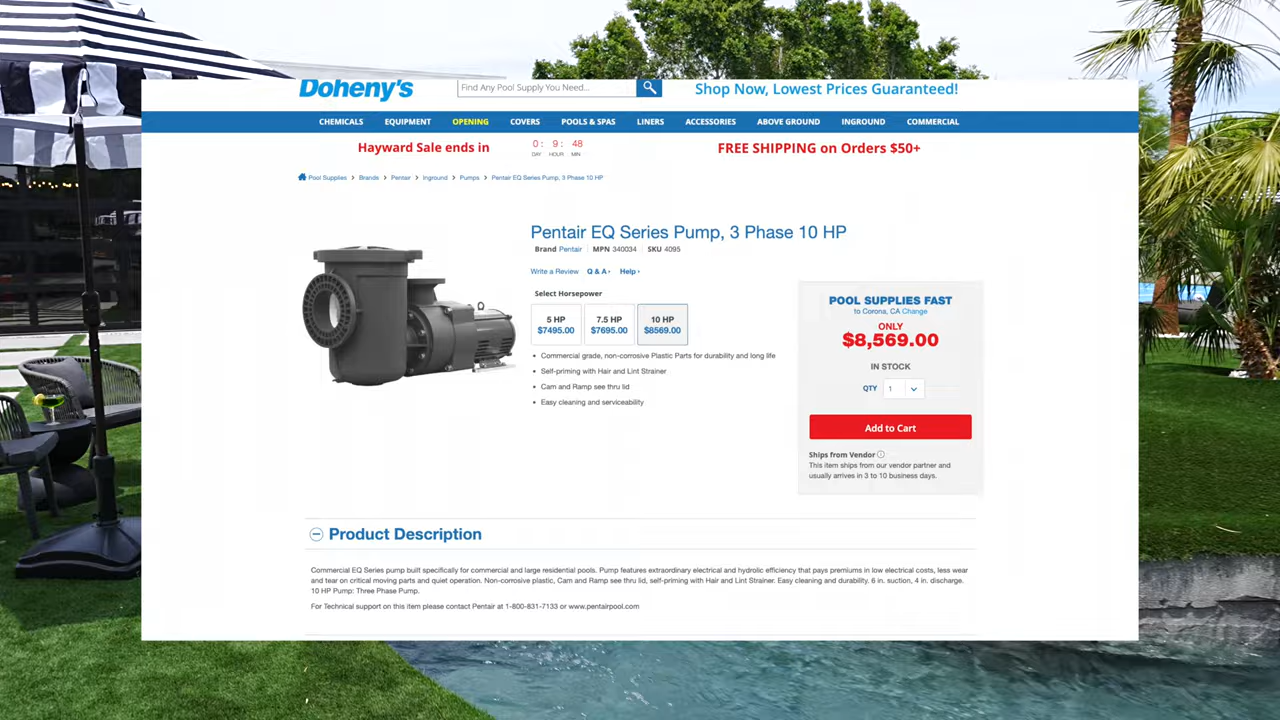 Doheny's
Find Any Pool Supply You Need...
Shop Now, Lowest Prices Guaranteed!
CHEMICALS EQUIPMENT OPENING COVERS POOLS & SPAS LINERS ACCESSORIES ABOVE GROUND INGROUND COMMERCIAL
Hayward Sale ends in 0 : 9 : 48 FREE SHIPPING on Orders $50+
DAY HOUR MIN
Pool Supplies > Brands > Pentair > Inground > Pumps > Pentair EQ Series Pump, 3 Phase 10 HP
Pentair EQ Series Pump, 3 Phase 10 HP
Brand Pentair | MPN 340034 | SKU 4095
Write a Review Q & A Help
Select Horsepower
5 HP 7.5 HP 10 HP
$7495.00 $7695.00 $8569.00
• Commercial grade, non-corrosive Plastic Parts for durability and long life
• Self-priming with Hair and Lint Strainer
• Cam and Ramp see thru lid
• Easy cleaning and serviceability
POOL SUPPLIES FAST
to Corona, CA Change
ONLY
$8,569.00
IN STOCK
QTY 1
Add to Cart
Ships from Vendor
This item ships from our vendor partner and
usually arrives in 3 to 10 business days.
Product Description
Commercial EQ Series pump built specifically for commercial and large residential pools. Pump features extraordinary electrical and hydrolic efficiency that pays premiums in low electrical costs, less wear
and tear on critical moving parts and quiet operation. Non-corrosive plastic, Cam and Ramp see thru lid, self-priming with Hair and Lint Strainer. Easy cleaning and durability. 6 in. suction, 4 in. discharge.
10 HP Pump: Three Phase Pump.
For Technical support on this item please contact Pentair at 1-800-831-7133 or www.pentairpool.com